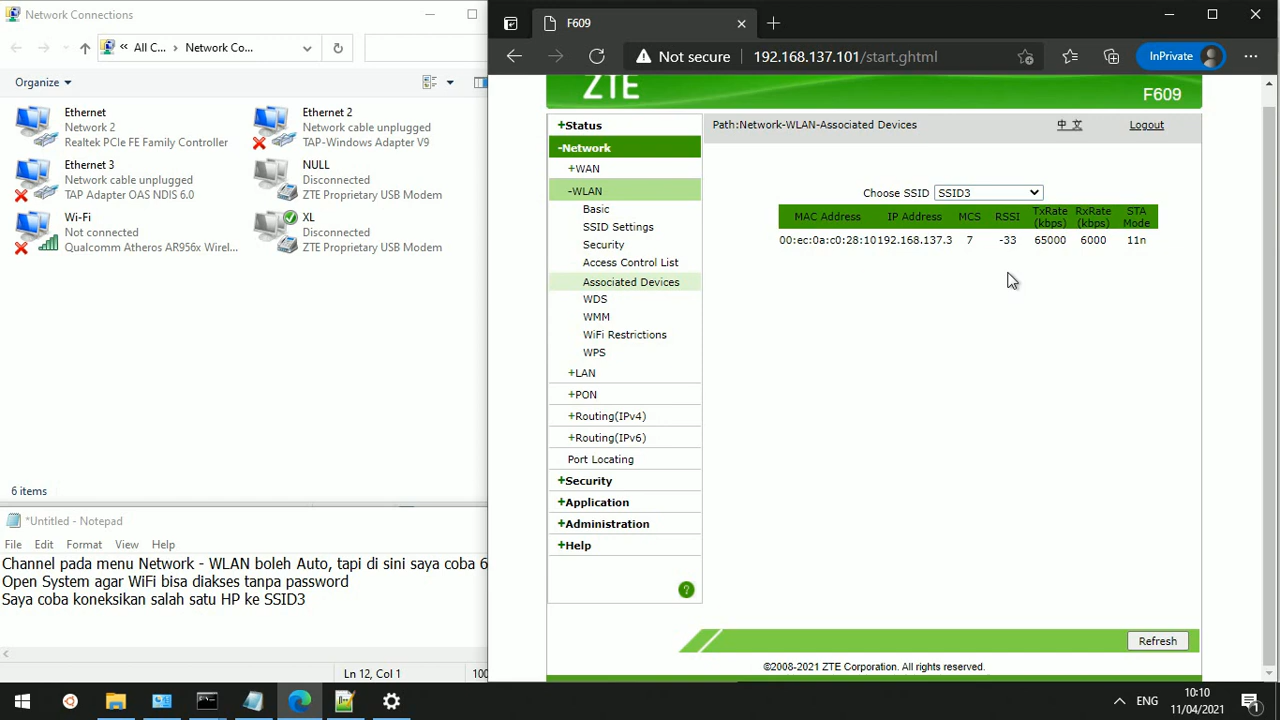 Network Connections
All C...
Network Co...
Organize
Ethernet
Network 2
Realtek PCIe FE Family Controller
Ethernet 2
Network cable unplugged
TAP-Windows Adapter V9
Ethernet 3
Network cable unplugged
TAP Adapter OAS NDIS 6.0
NULL
Disconnected
ZTE Proprietary USB Modem
Wi-Fi
Not connected
Qualcomm Atheros AR956x Wirel...
XL
Disconnected
ZTE Proprietary USB Modem
6 items
*Untitled - Notepad
File Edit Format View Help
Channel pada menu Network - WLAN boleh Auto, tapi di sini saya coba 6
Open System agar WiFi bisa diakses tanpa password
Saya coba koneksikan salah satu HP ke SSID3
Ln 12, Col 1
100
F609
Not secure 192.168.137.101/start.ghtml
InPrivate
ZTE
F609
+Status
-Network
+WAN
-WLAN
Basic
SSID Settings
Security
Access Control List
Associated Devices
WDS
WMM
WiFi Restrictions
WPS
+LAN
+PON
+Routing(IPv4)
+Routing(IPv6)
Port Locating
+Security
+Application
+Administration
+Help
?
Path:Network-WLAN-Associated Devices 中 文 Logout
Choose SSID SSID3
MAC Address IP Address MCS RSSI TxRate (kbps) RxRate (kbps) STA Mode
00:ec:0a:c0:28:10 192.168.137.3 7 -33 65000 6000 11n
Refresh
©2008-2021 ZTE Corporation. All rights reserved.
ENG
10:10
11/04/2021
1